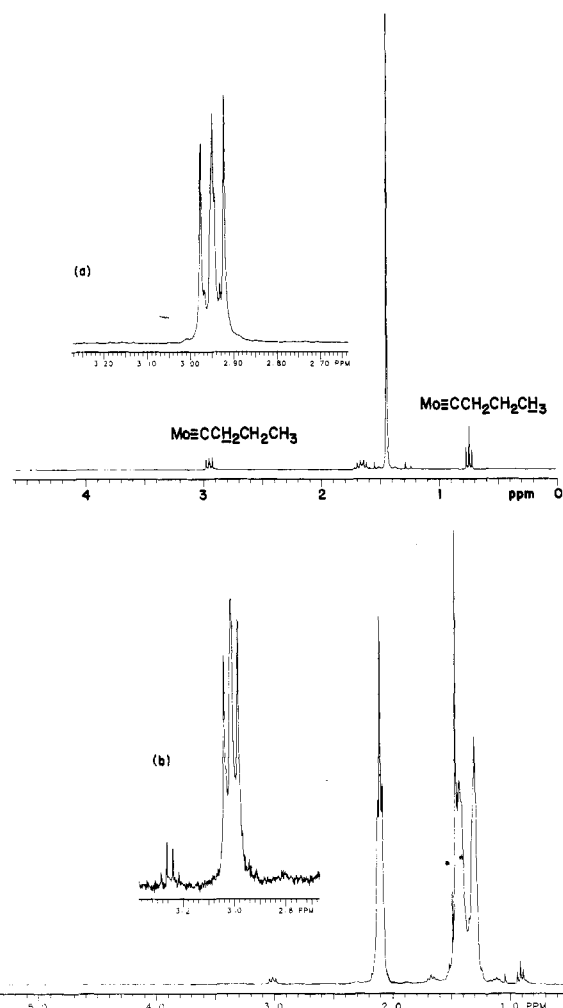 (a)
3.20 3.10 3.00 2.90 2.80 2.70 PPM
Mo≡CCH2CH2CH3
Mo≡CCH2CH2CH3
4 3 2 1 ppm 0
(b)
3.2 3.0 2.8 PPM
5.0 4.0 3.0 2.0 1.0 PPM